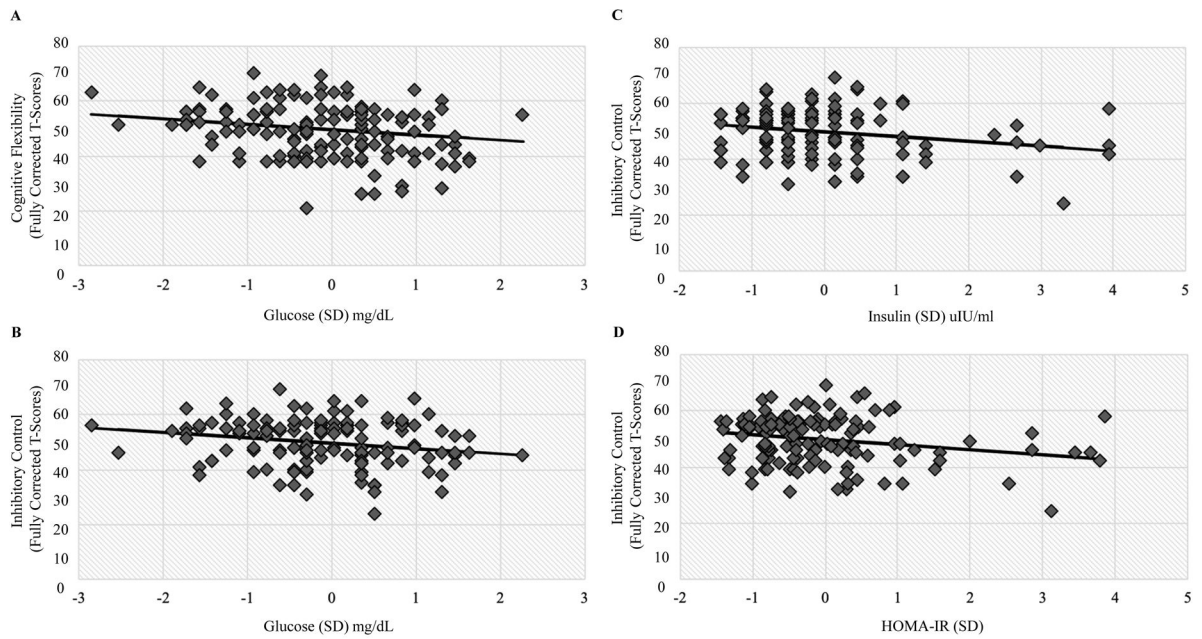 A
80
70
60
50
40
30
20
10
0
Cognitive Flexibility
(Fully Corrected T-Scores)
-3 -2 -1 0 1 2 3
Glucose (SD) mg/dL
B
80
70
60
50
40
30
20
10
0
Inhibitory Control
(Fully Corrected T-Scores)
-3 -2 -1 0 1 2 3
Glucose (SD) mg/dL
C
80
70
60
50
40
30
20
10
0
Inhibitory Control
(Fully Corrected T-Scores)
-2 -1 0 1 2 3 4 5
Insulin (SD) uIU/ml
D
80
70
60
50
40
30
20
10
0
Inhibitory Control
(Fully Corrected T-Scores)
-2 -1 0 1 2 3 4 5
HOMA-IR (SD)